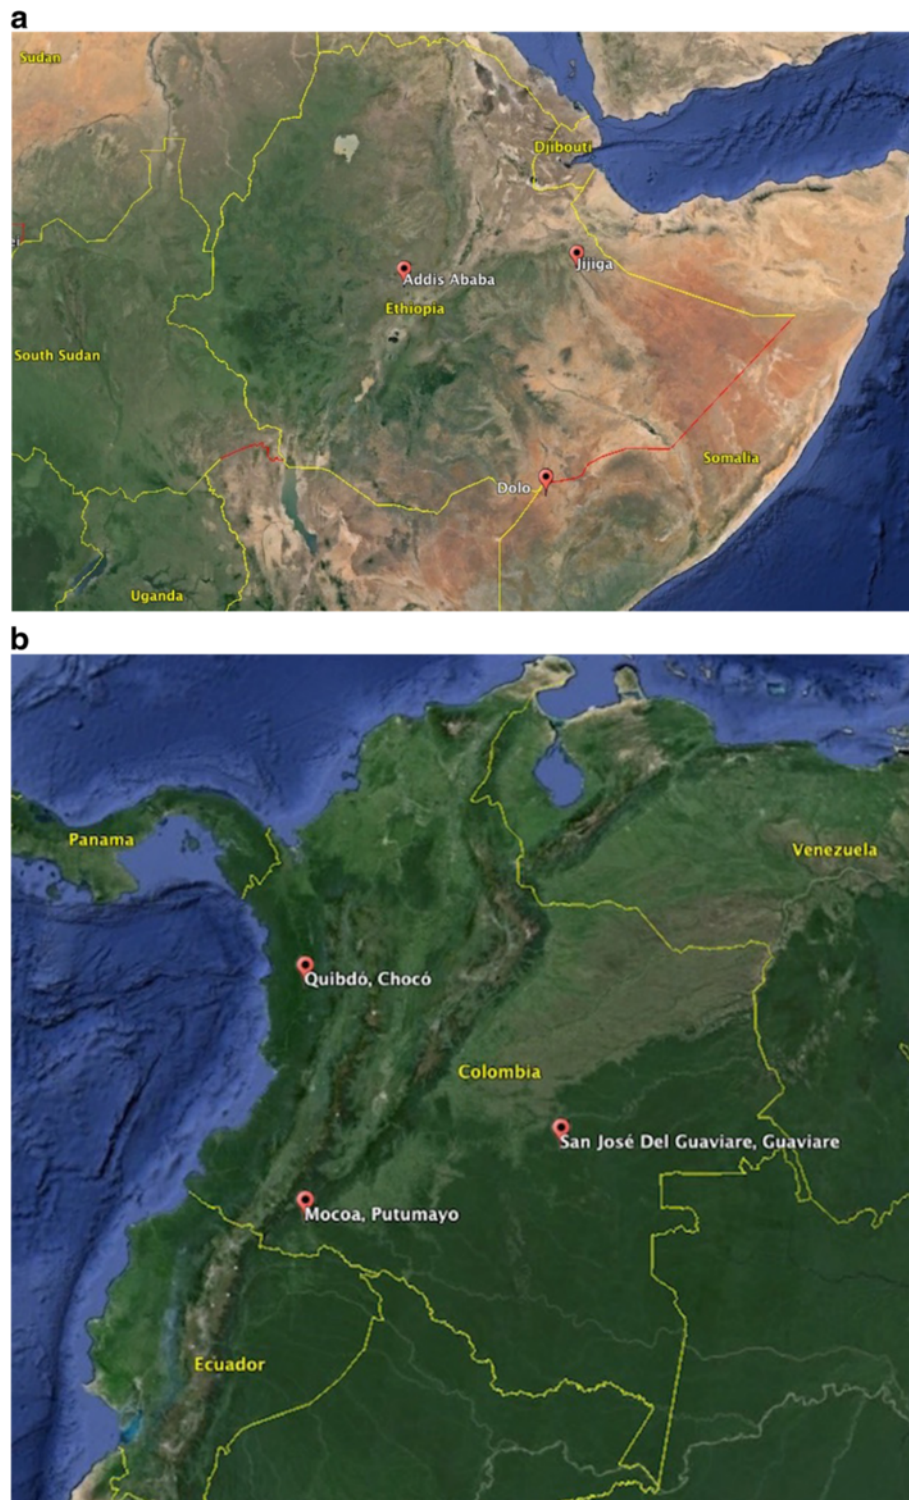 a
Sudan
Djibouti
Jijiga
Addis Ababa
Ethiopia
South Sudan
Somalia
Dolo
Uganda
b
Panama
Venezuela
Quibdó, Chocó
Colombia
San José Del Guaviare, Guaviare
Mocoa, Putumayo
Ecuador